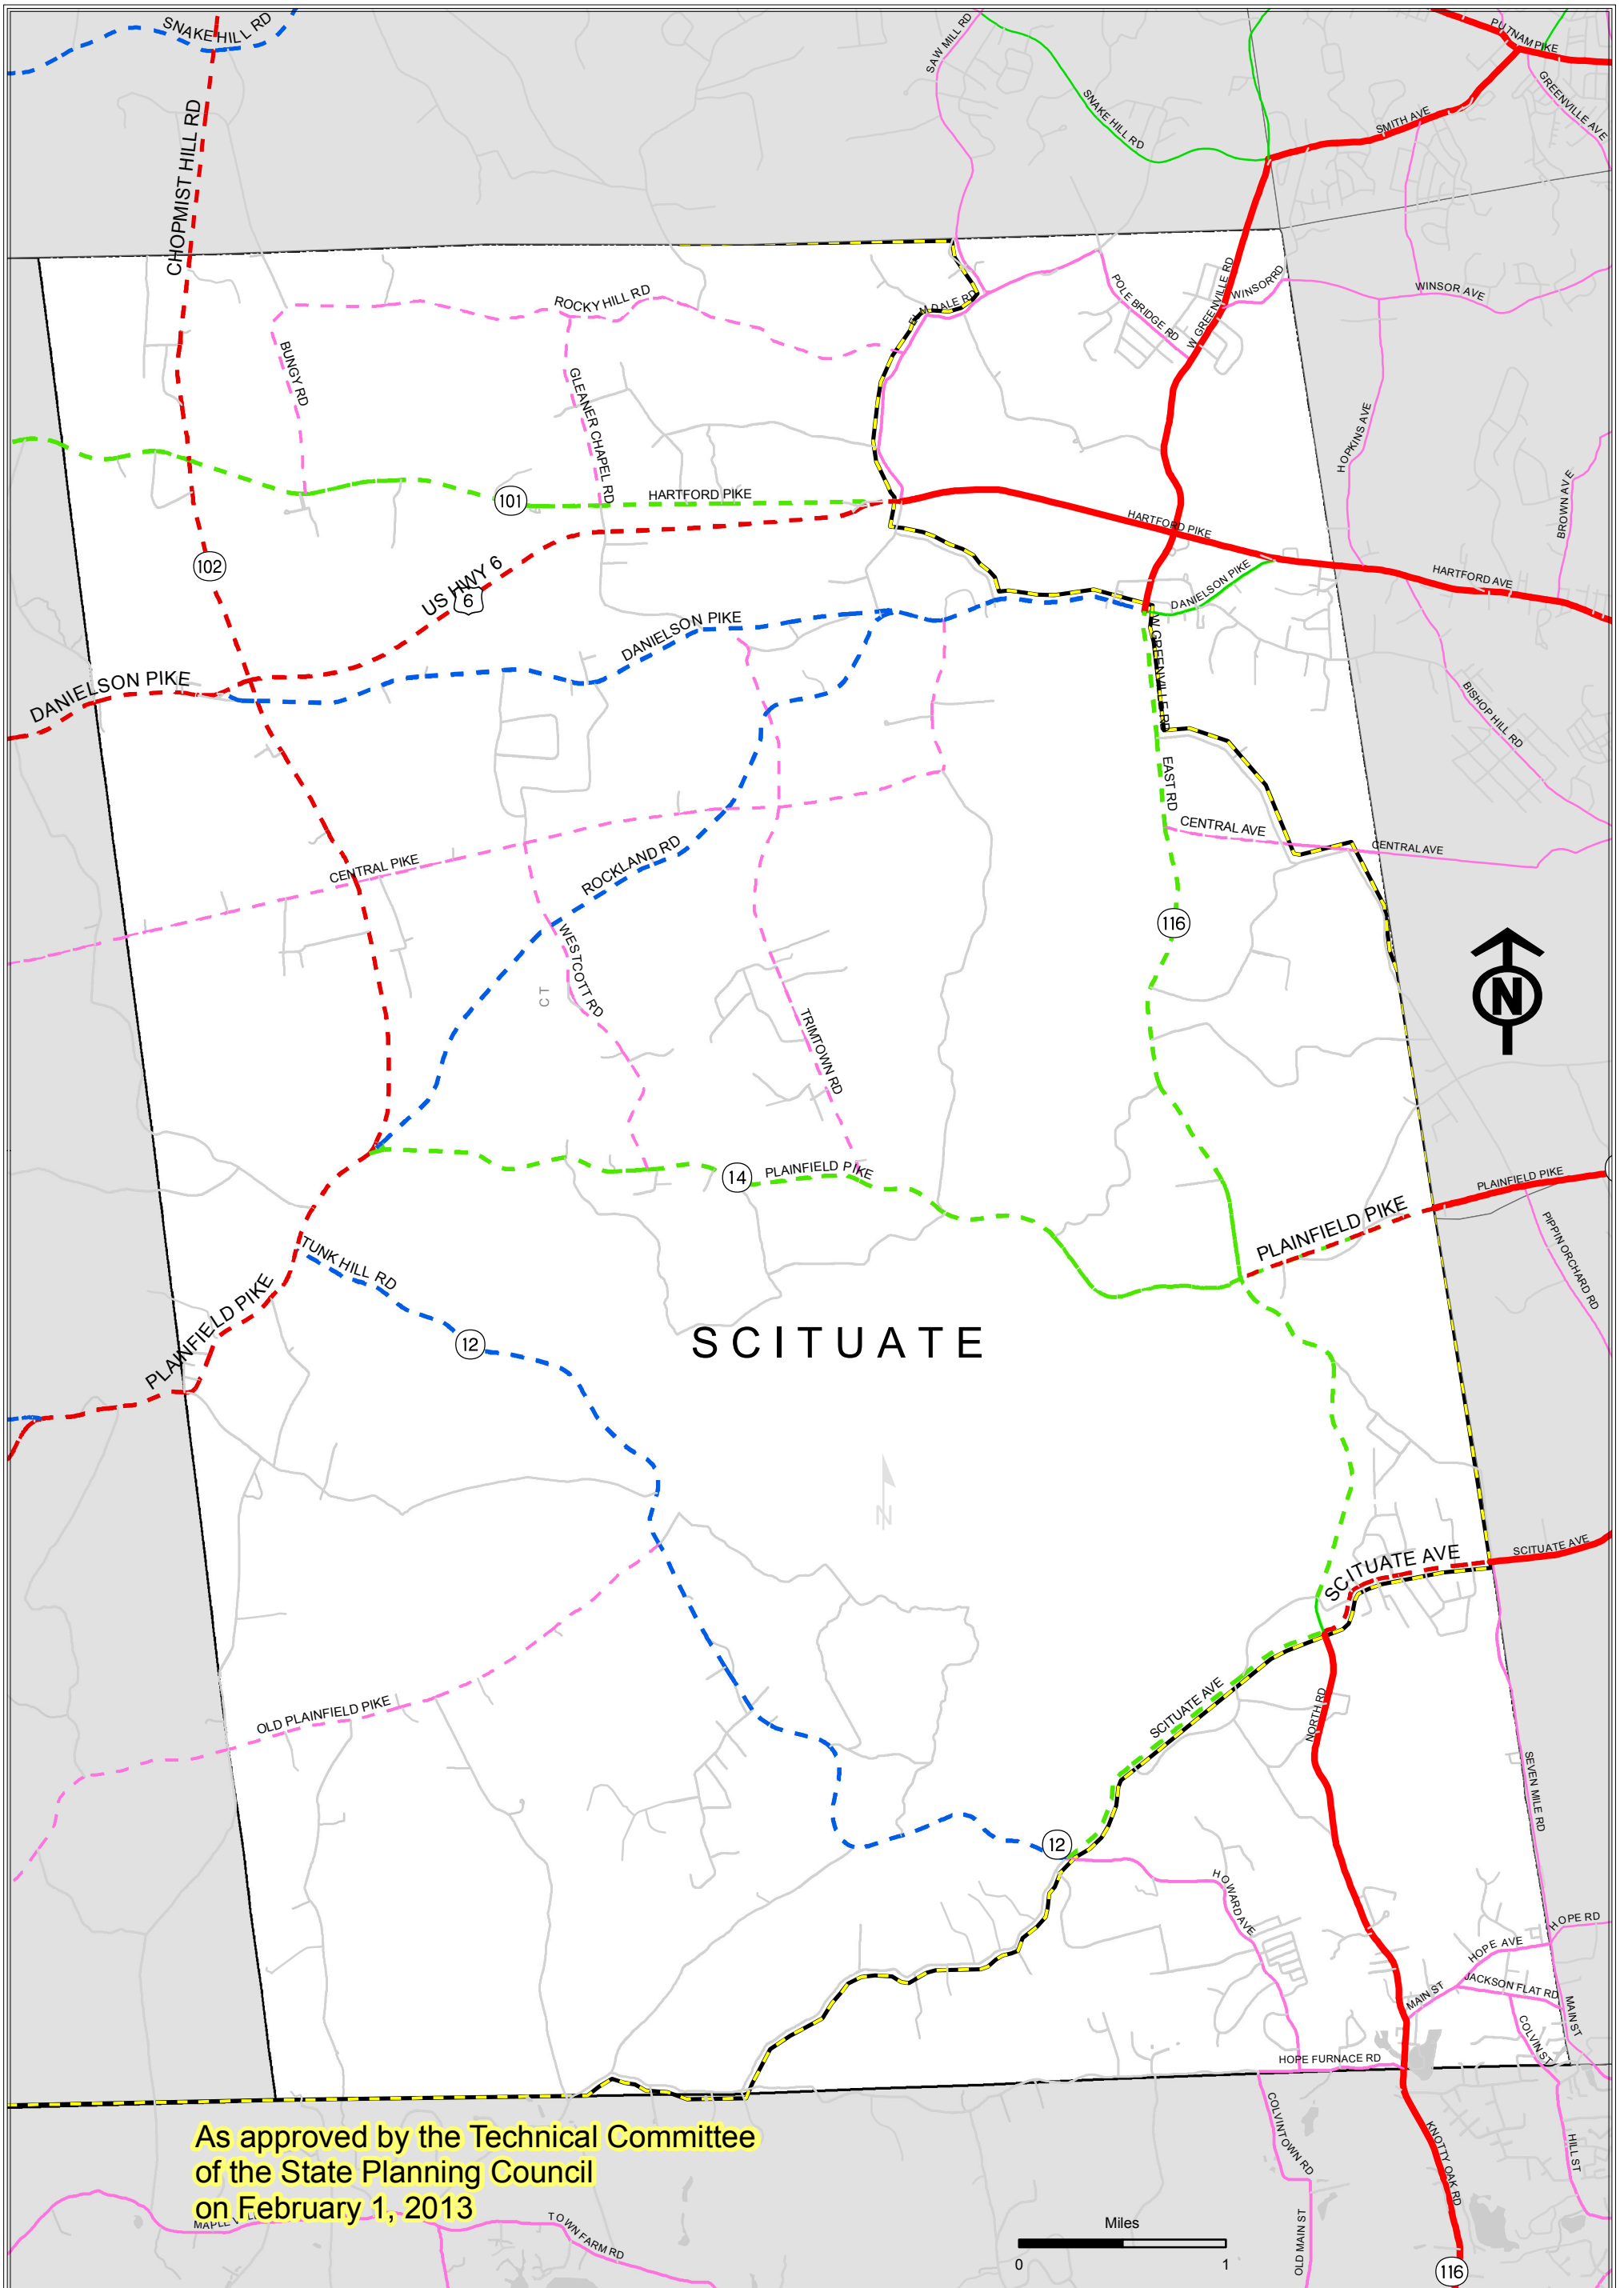 SNAKE HILL RD
SAW MILL RD
PUTNAM PIKE
GREENVILLE AVE
SNAKE HILL RD
SMITH AVE
CHOPMIST HILL RD
ROCKY HILL RD
ELMDALE RD
POLE BRIDGE RD
W GREENVILLE RD
WINSOR RD
WINSOR AVE
BUNGY RD
GLEANER CHAPEL RD
HOPKINS AVE
BROWN AVE
101
HARTFORD PIKE
HARTFORD PIKE
102
US HWY 6
6
DANIELSON PIKE
HARTFORD AVE
DANIELSON PIKE
W GREENVILLE RD
DANIELSON PIKE
BISHOP HILL RD
EAST RD
CENTRAL AVE
CENTRAL AVE
CENTRAL PIKE
ROCKLAND RD
116
WESTCOTT RD
CT
N
TRIMTOWN RD
14
PLAINFIELD PIKE
PLAINFIELD PIKE
PLAINFIELD PIKE
PIPPIN ORCHARD RD
TUNK HILL RD
PLAINFIELD PIKE
12
SCITUATE
N
SCITUATE AVE
SCITUATE AVE
OLD PLAINFIELD PIKE
SCITUATE AVE
NORTH RD
SEVEN MILE RD
12
HOWARD AVE
HOPE RD
HOPE AVE
JACKSON FLAT RD
MAIN ST
MAIN ST
COLVIN ST
HOPE FURNACE RD
COLVINTOWN RD
KNOTTY OAK RD
HILL ST
As approved by the Technical Committee
of the State Planning Council
on February 1, 2013
TOWN FARM RD
OLD MAIN ST
Miles
0 1
116